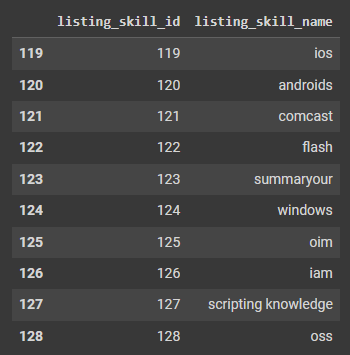 listing_skill_id listing_skill_name
119 119 ios
120 120 androids
121 121 comcast
122 122 flash
123 123 summaryour
124 124 windows
125 125 oim
126 126 iam
127 127 scripting knowledge
128 128 oss